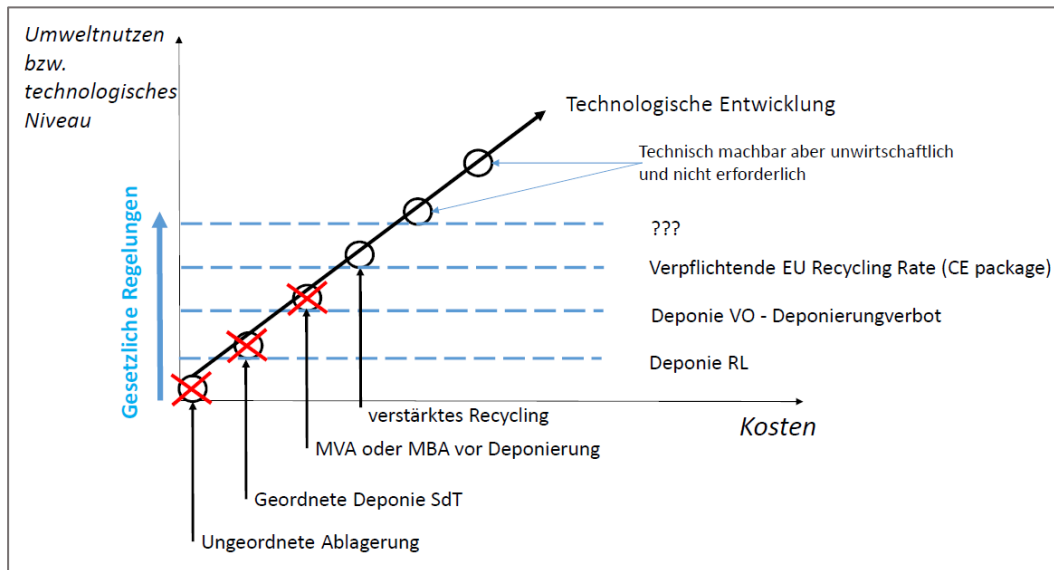 Umweltnutzen
bzw.
technologisches
Niveau
Technologische Entwicklung
Technisch machbar aber unwirtschaftlich
und nicht erforderlich
Gesetzliche Regelungen
???
Verpflichtende EU Recycling Rate (CE package)
Deponie VO - Deponierungverbot
Deponie RL
verstärktes Recycling
Kosten
MVA oder MBA vor Deponierung
Geordnete Deponie SdT
Ungeordnete Ablagerung